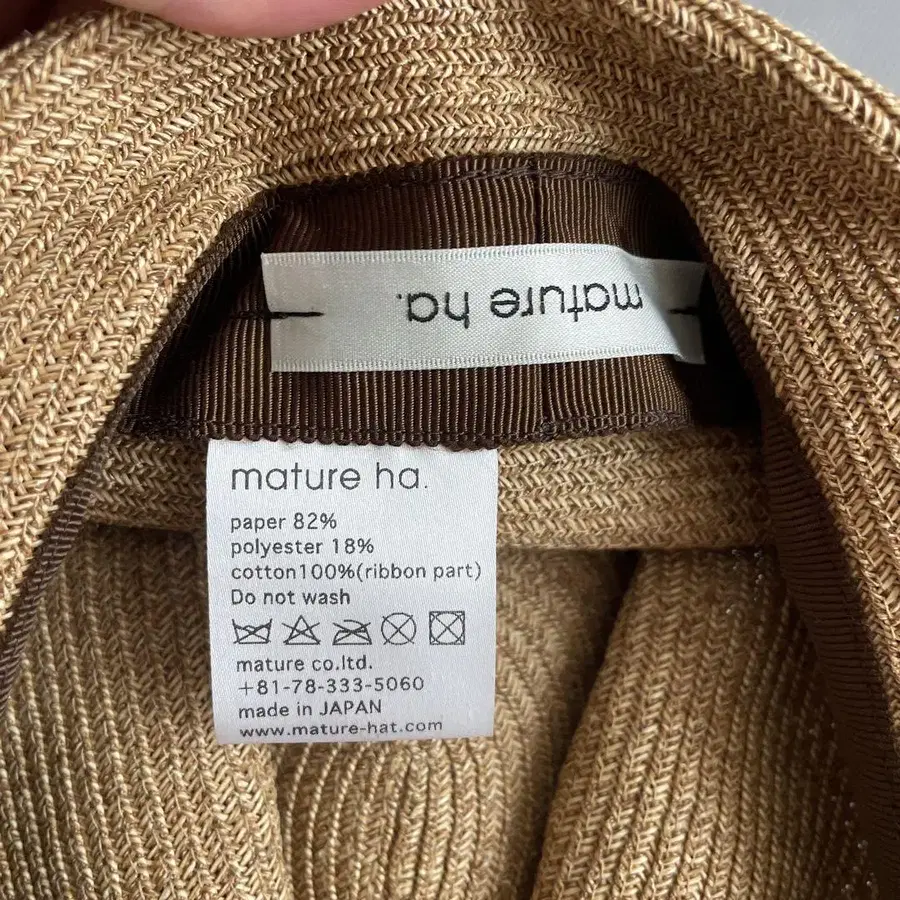 mature ha.
mature ha.
paper 82%
polyester 18%
cotton100%(ribbon part)
Do not wash
mature co.ltd.
+81-78-333-5060
made in JAPAN
www.mature-hat.com